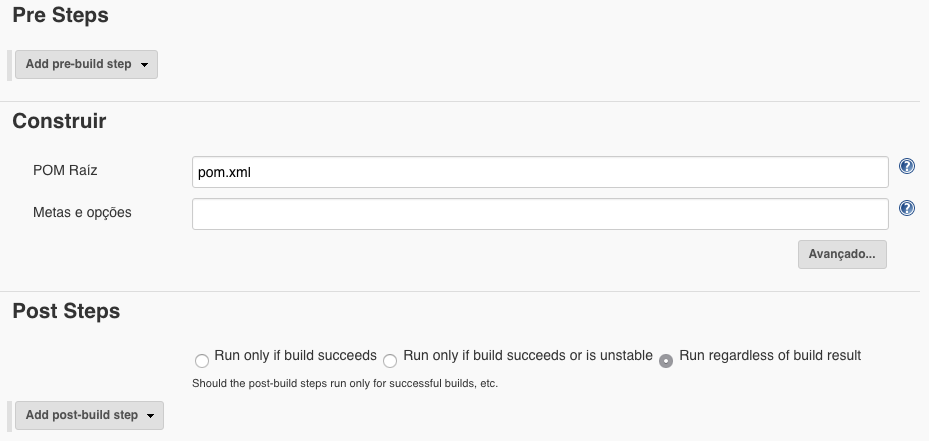 Pre Steps
Add pre-build step
Construir
POM Raíz
pom.xml
?
Metas e opções
?
Avançado...
Post Steps
Run only if build succeeds Run only if build succeeds or is unstable Run regardless of build result
Should the post-build steps run only for successful builds, etc.
Add post-build step